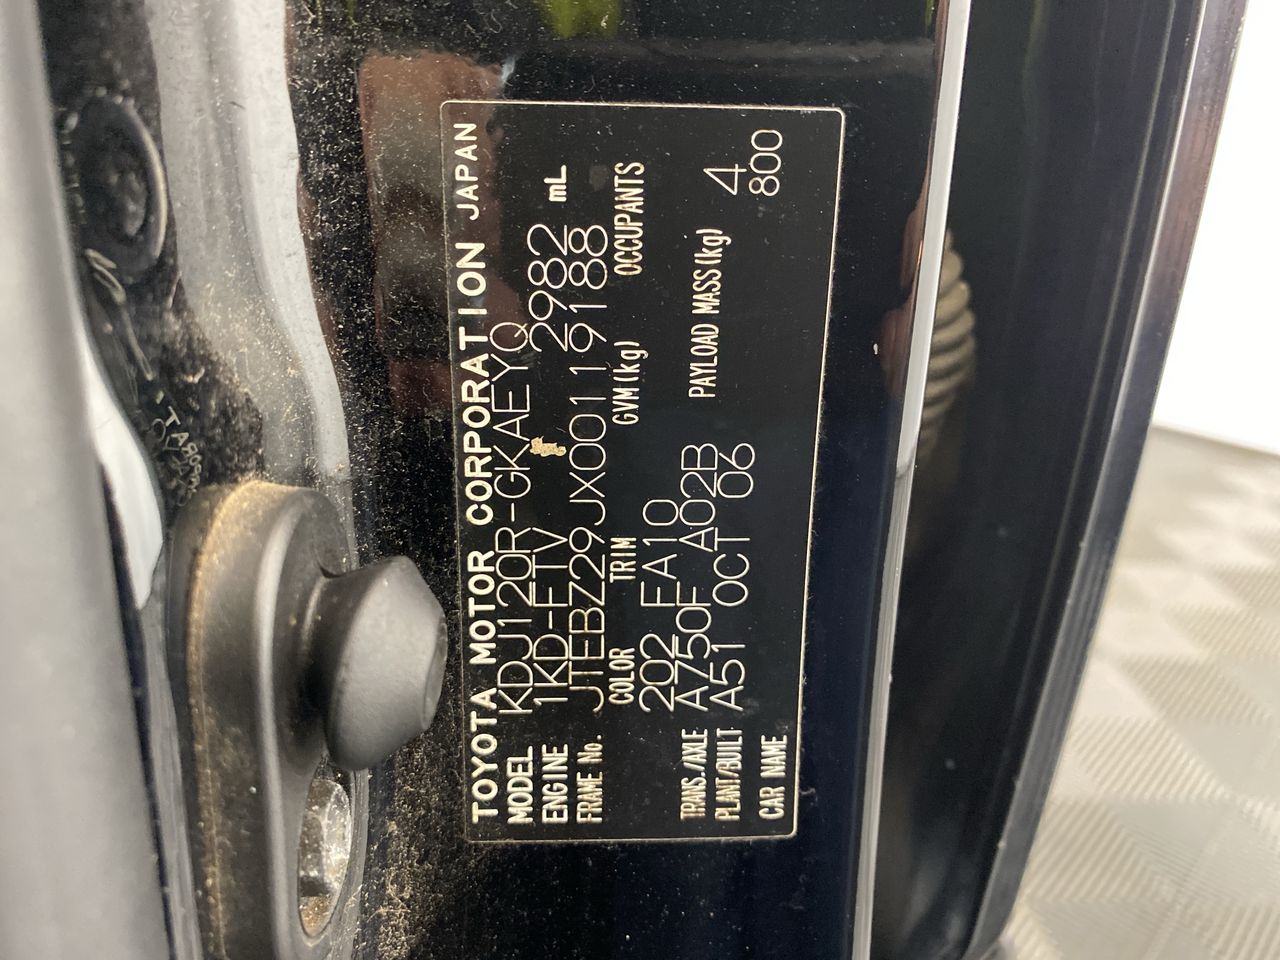 TOYOTA MOTOR CORPORATION JAPAN
MODEL KDJ120R-GKAEYQ
ENGINE 1KD-FTV 2982 mL
FRAME No. JTEBZ29JX00119188
COLOR TRIM GVM(kg) OCCUPANTS
202 FA10
TRANS./AXLE A750F A02B PAYLOAD MASS(kg) 4
PLANT/BUILT A51 OCT 06 800
CAR NAME